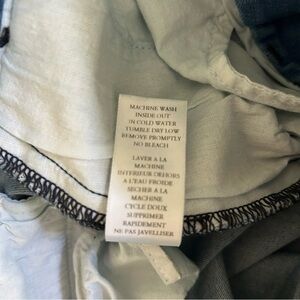 MACHINE WASH
INSIDE OUT
IN COLD WATER
TUMBLE DRY LOW
REMOVE PROMPTLY
NO BLEACH
LAVER A LA
MACHINE
INTERIEUR DEHORS
A L'EAU FROIDE
SECHER A LA
MACHINE
CYCLE DOUX
SUPPRIMER
RAPIDEMENT
NE PAS JAVELLISER